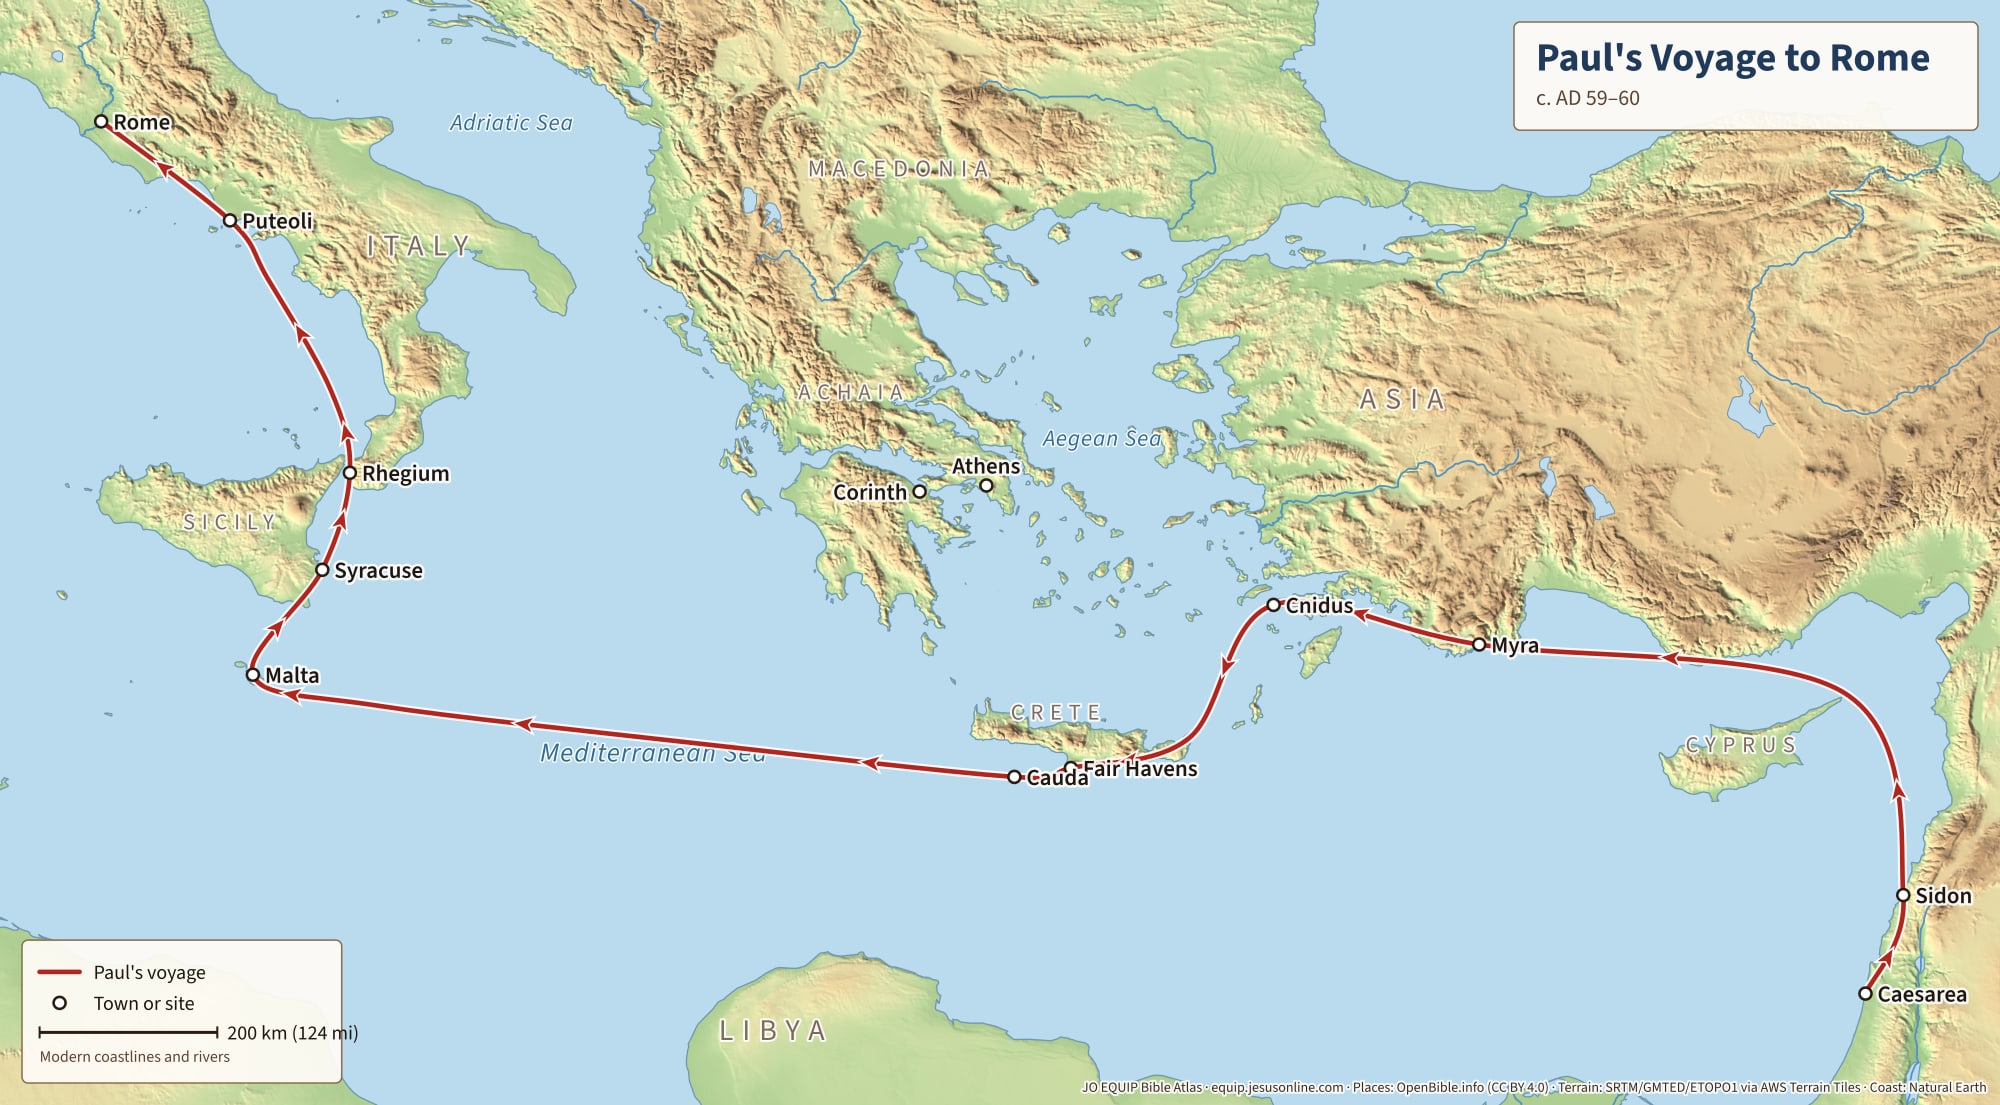 Paul's Voyage to Rome
c. AD 59–60
Adriatic Sea
Rome
MACEDONIA
Puteoli
ITALY
ACHAIA
ASIA
Aegean Sea
Athens
Corinth
Rhegium
SICILY
Syracuse
Cnidus
Myra
Malta
CRETE
CYPRUS
Mediterranean Sea
Fair Havens
Cauda
Sidon
Caesarea
LIBYA
Paul's voyage
Town or site
200 km (124 mi)
Modern coastlines and rivers
JO EQUIP Bible Atlas · equip.jesusonline.com · Places: OpenBible.info (CC BY 4.0) · Terrain: SRTM/GMTED/ETOPO1 via AWS Terrain Tiles · Coast: Natural Earth